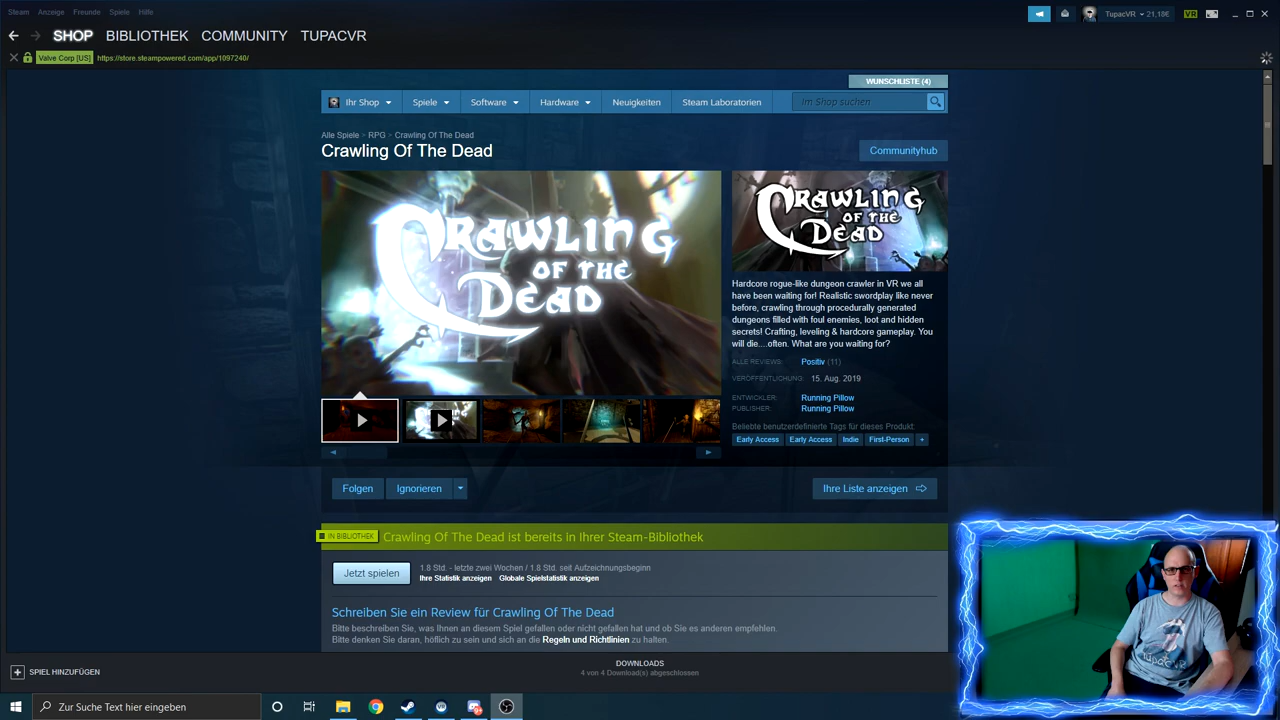 Steam Anzeige Freunde Spiele Hilfe
TupacVR 21,18€ VR
SHOP BIBLIOTHEK COMMUNITY TUPACVR
Valve Corp [US] https://store.steampowered.com/app/1097240/
WUNSCHLISTE (4)
Ihr Shop Spiele Software Hardware Neuigkeiten Steam Laboratorien Im Shop suchen
Alle Spiele > RPG > Crawling Of The Dead
Crawling Of The Dead
Communityhub
CRAWLING
OF THE
DEAD
CRAWLING
OF THE
DEAD
Hardcore rogue-like dungeon crawler in VR we all
have been waiting for! Realistic swordplay like never
before, crawling through procedurally generated
dungeons filled with foul enemies, loot and hidden
secrets! Crafting, leveling & hardcore gameplay. You
will die....often. What are you waiting for?
ALLE REVIEWS: Positiv (11)
VERÖFFENTLICHUNG: 15. Aug. 2019
ENTWICKLER: Running Pillow
PUBLISHER: Running Pillow
Beliebte benutzerdefinierte Tags für dieses Produkt:
Early Access Early Access Indie First-Person +
Folgen Ignorieren Ihre Liste anzeigen
IN BIBLIOTHEK Crawling Of The Dead ist bereits in Ihrer Steam-Bibliothek
Jetzt spielen
1.8 Std. - letzte zwei Wochen / 1.8 Std. seit Aufzeichnungsbeginn
Ihre Statistik anzeigen Globale Spielstatistik anzeigen
Schreiben Sie ein Review für Crawling Of The Dead
Bitte beschreiben Sie, was Ihnen an diesem Spiel gefallen oder nicht gefallen hat und ob Sie es anderen empfehlen.
Bitte denken Sie daran, höflich zu sein und sich an die Regeln und Richtlinien zu halten.
TupacVR
SPIEL HINZUFÜGEN
DOWNLOADS
4 von 4 Download(s) abgeschlossen
Zur Suche Text hier eingeben